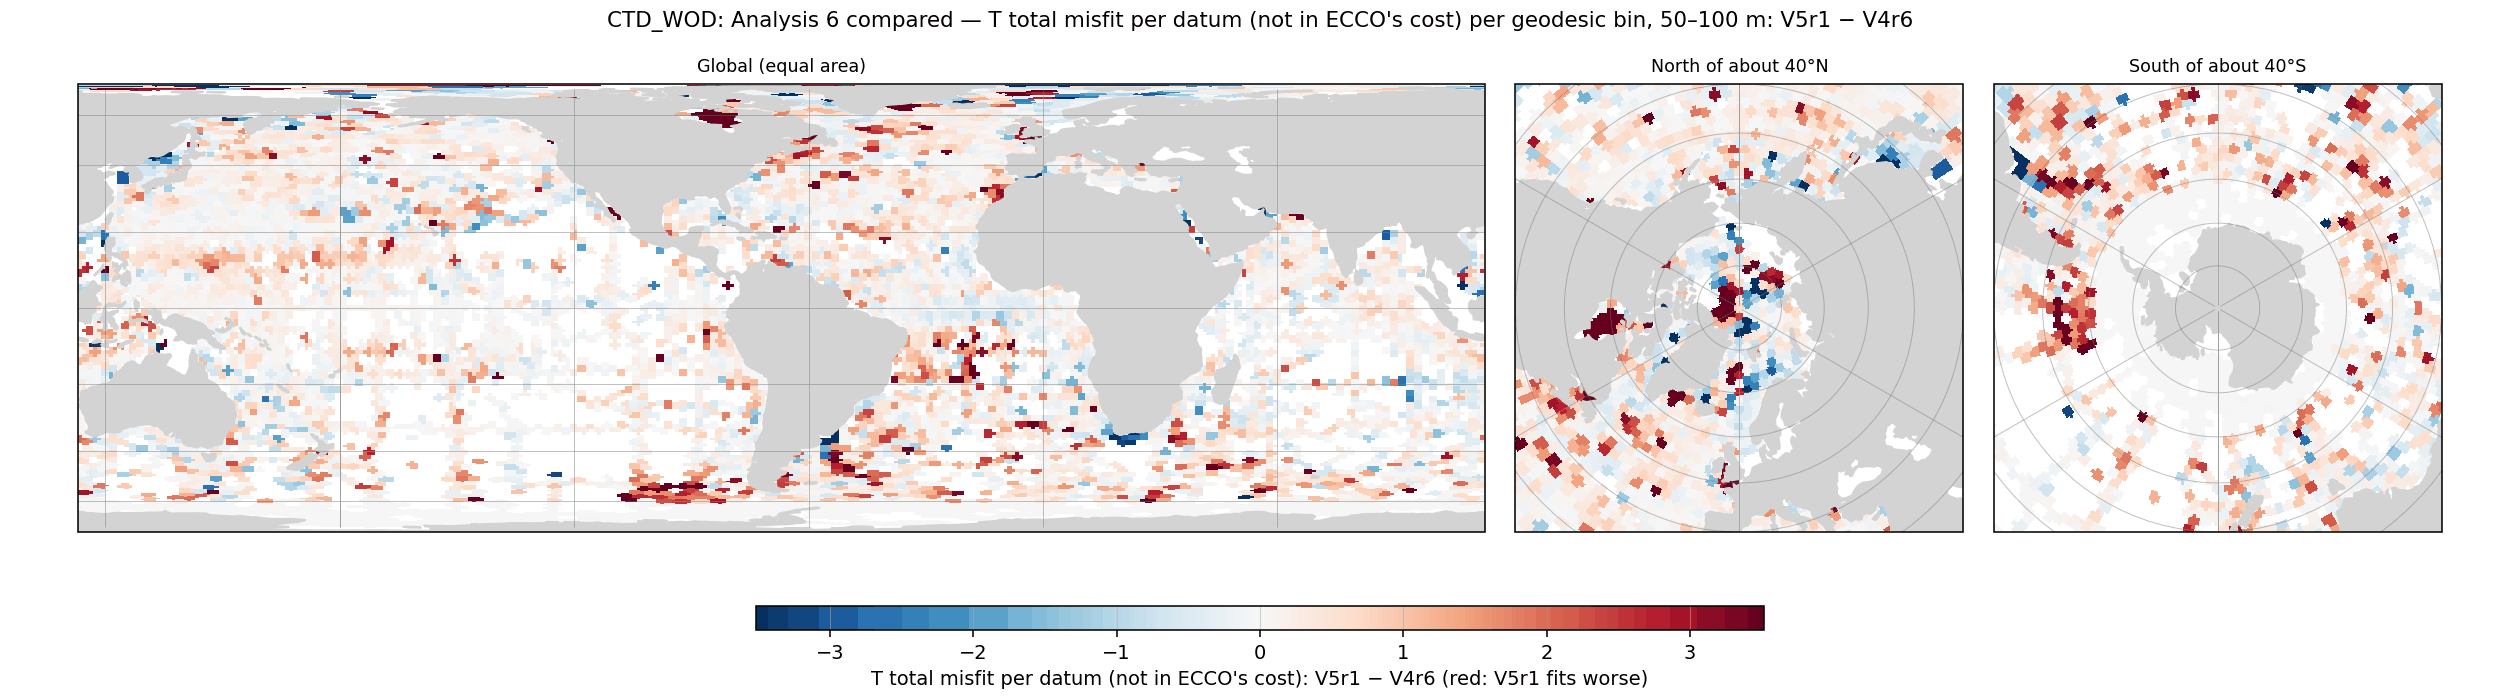 CTD_WOD: Analysis 6 compared — T total misfit per datum (not in ECCO's cost) per geodesic bin, 50–100 m: V5r1 − V4r6
Global (equal area)
North of about 40°N
South of about 40°S
−3 −2 −1 0 1 2 3
T total misfit per datum (not in ECCO's cost): V5r1 − V4r6 (red: V5r1 fits worse)